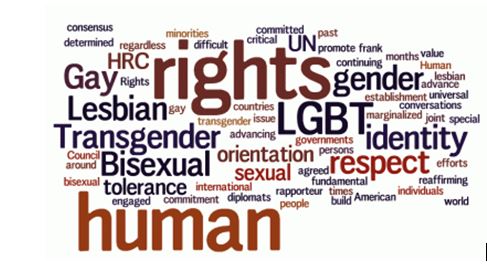 consensus minorities committed past
determined regardless difficult critical UN promote frank
HRC rights continuing months value
Gay Rights gender Human lesbian
advance
Lesbian gay countries LGBT establishment universal
conversations
transgender issue marginalized joint special
Transgender advancing governments identity
Council orientation persons respect efforts
around Bisexual sexual agreed
fundamental reaffirming
bisexual tolerance international rapporteur times individuals
engaged commitment diplomats build American world
human people